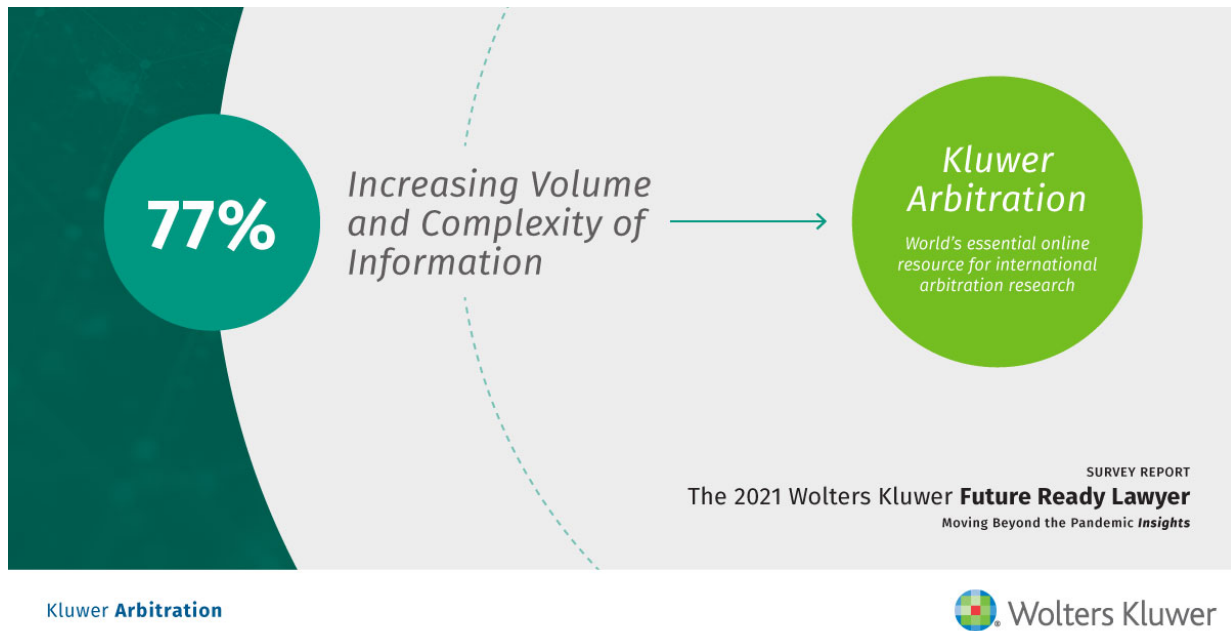 77%
Increasing Volume
and Complexity of
Information
Kluwer
Arbitration
World's essential online
resource for international
arbitration research
SURVEY REPORT
The 2021 Wolters Kluwer Future Ready Lawyer
Moving Beyond the Pandemic Insights
Kluwer Arbitration
Wolters Kluwer